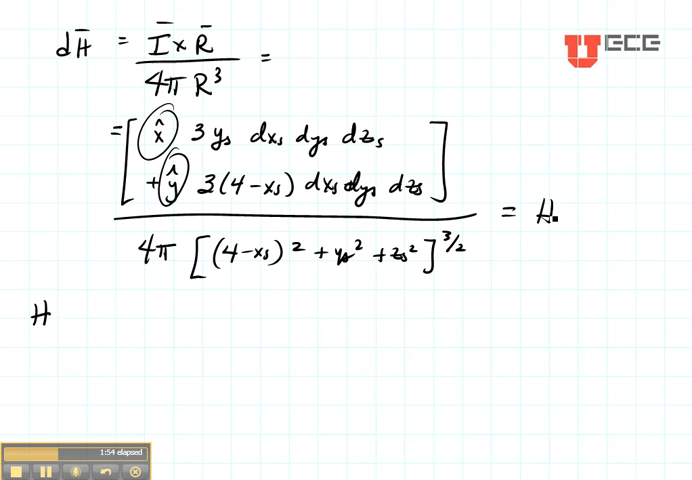 dH̄ = Ī x R̄ / 4π R³ =
UECE
= [ x̂ 3 ys dxs dys dzs
+ ŷ 3(4-xs) dxs dys dzs ]
/ 4π [(4-xs)² + ys² + zs²]^3/2 = H
H
1:54 elapsed